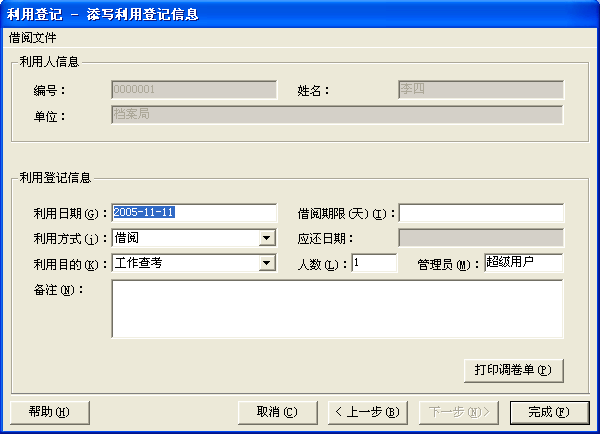 利用登记 - 添写利用登记信息
借阅文件
利用人信息
编号： 0000001 姓名： 李四
单位： 档案局
利用登记信息
利用日期(G)： 2005-11-11 借阅期限(天)(T)：
利用方式(i)： 借阅 应还日期：
利用目的(K)： 工作查考 人数(L)： 1 管理员(M)： 超级用户
备注(N)：
打印调卷单(P)
帮助(H) 取消(C) < 上一步(B) 下一步(N)> 完成(F)